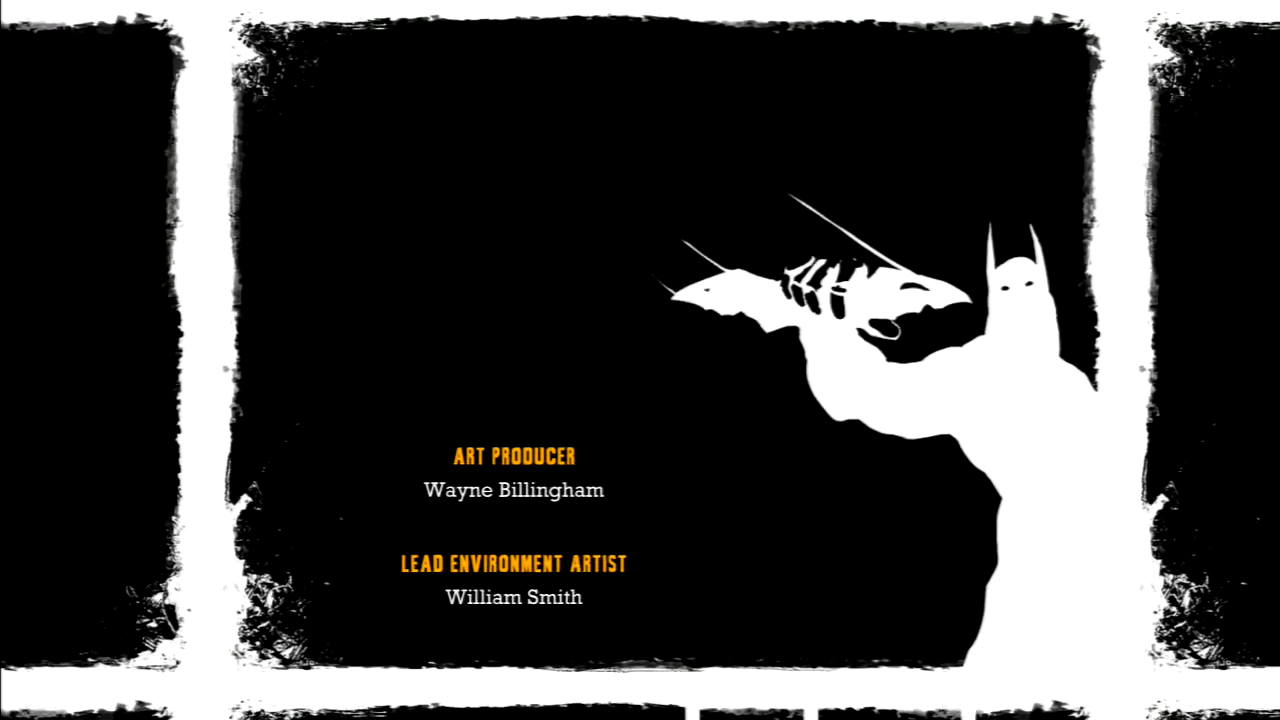 ART PRODUCER
Wayne Billingham
LEAD ENVIRONMENT ARTIST
William Smith